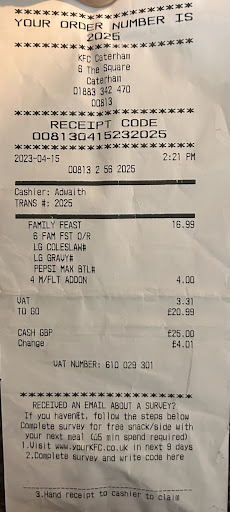 ********************
YOUR ORDER NUMBER IS
2025
********************
KFC Caterham
6 The Square
Caterham
01883 342 470
00813
********************
RECEIPT CODE
008130415232025
********************
2023-04-15 2:21 PM
00813 2 56 2025
Cashier: Adwaith
TRANS #: 2025
FAMILY FEAST 16.99
6 FAM FST O/R
LG COLESLAW#
LG GRAVY#
PEPSI MAX BTL#
4 M/FLT ADDON 4.00
VAT 3.31
TO GO £20.99
CASH GBP £25.00
Change £4.01
VAT NUMBER: 610 029 301
********************
RECEIVED AN EMAIL ABOUT A SURVEY?
If you haven£t, follow the steps below
Complete survey for free snack/side with
your next meal (£5 min spend required)
1.Visit www.yourKFC.co.uk in next 9 days
2.Complete survey and write code here
3.Hand receipt to cashier to claim